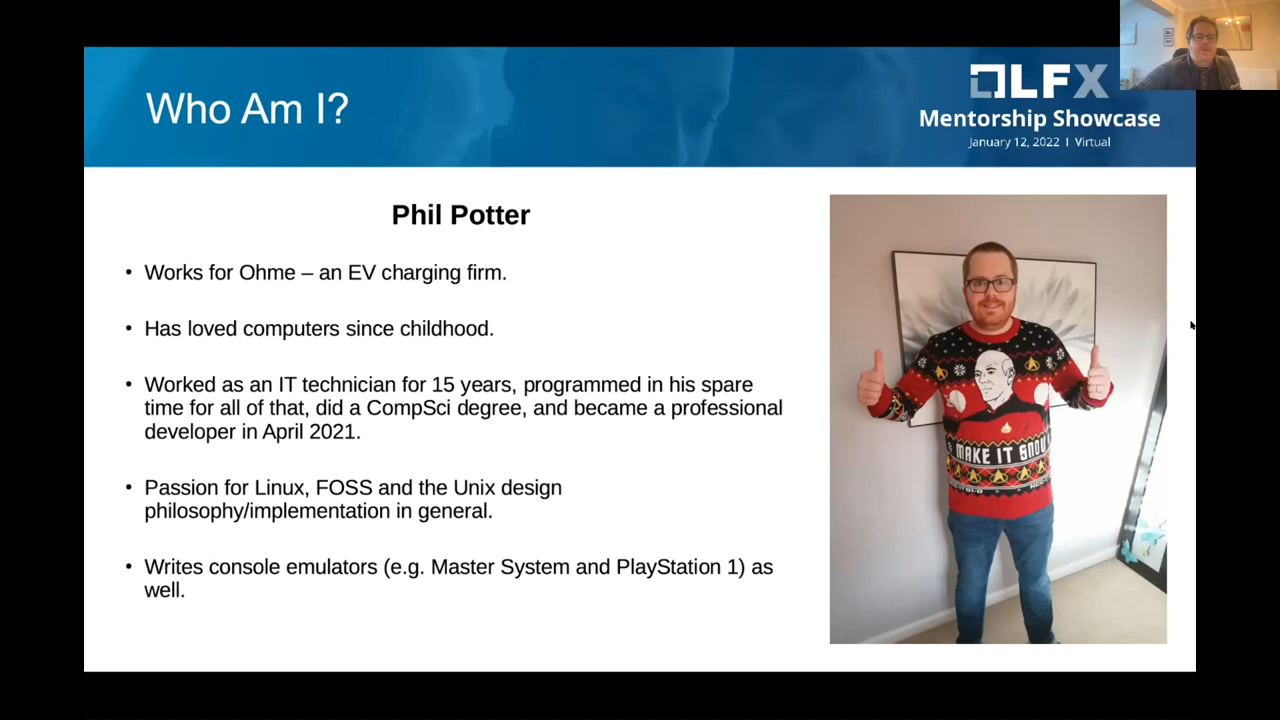 Who Am I?
LFX
Mentorship Showcase
January 12, 2022 | Virtual
Phil Potter
• Works for Ohme – an EV charging firm.
• Has loved computers since childhood.
• Worked as an IT technician for 15 years, programmed in his spare
time for all of that, did a CompSci degree, and became a professional
developer in April 2021.
• Passion for Linux, FOSS and the Unix design
philosophy/implementation in general.
• Writes console emulators (e.g. Master System and PlayStation 1) as
well.
MAKE IT SNOW